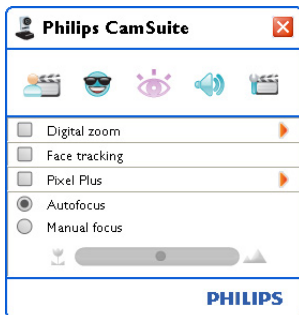 Philips CamSuite
Digital zoom
Face tracking
Pixel Plus
Autofocus
Manual focus
PHILIPS